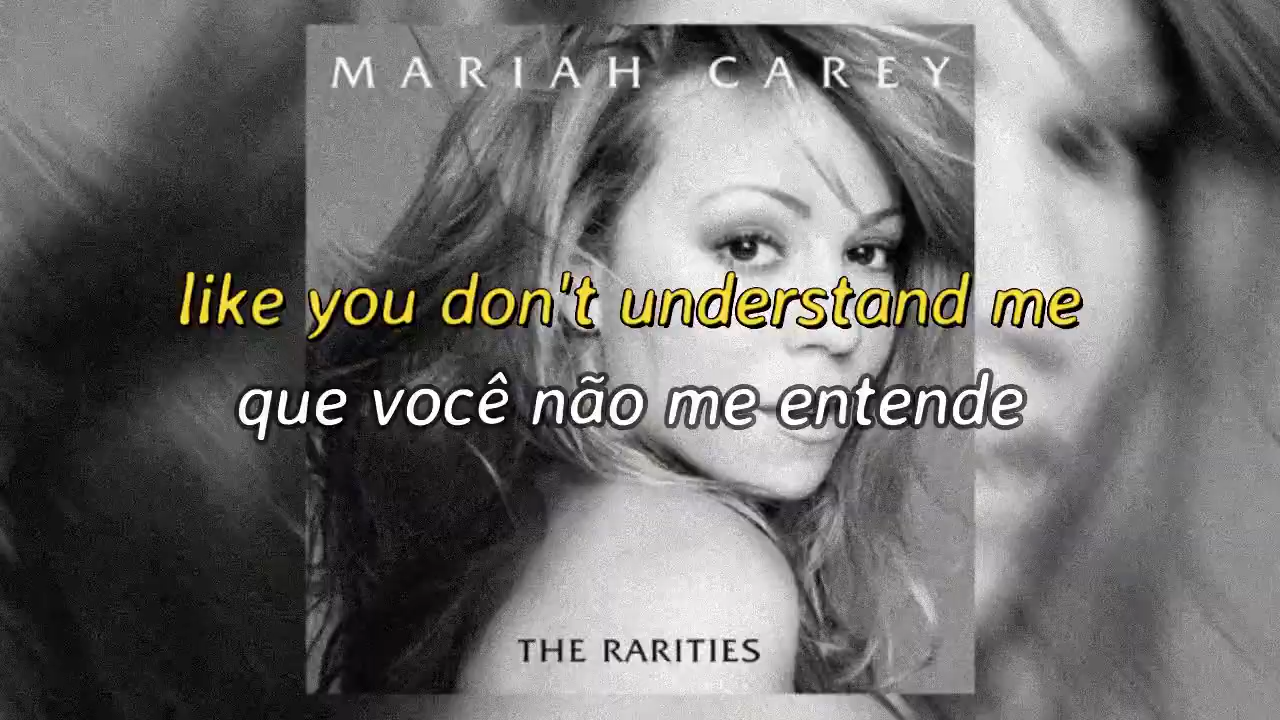 MARIAH CAREY
like you don't understand me
que você não me entende
THE RARITIES